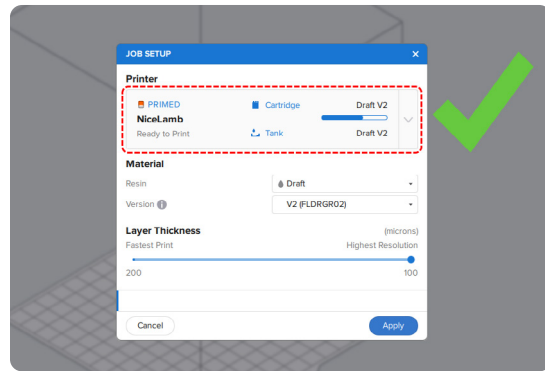 JOB SETUP ×
Printer
PRIMED Cartridge Draft V2
NiceLamb
Ready to Print Tank Draft V2
Material
Resin Draft
Version V2 (FLDRGR02)
Layer Thickness (microns)
Fastest Print Highest Resolution
200 100
Cancel Apply